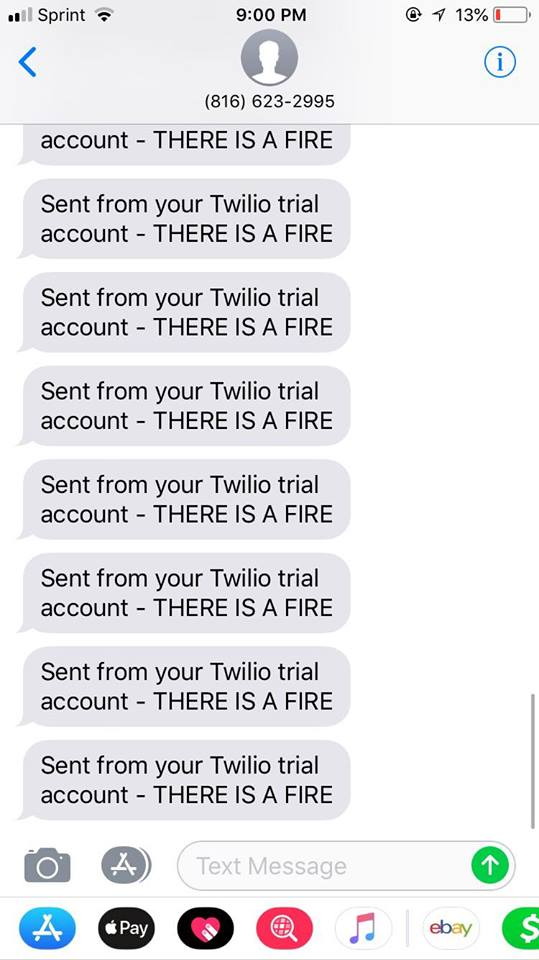 Sprint 9:00 PM 13%
(816) 623-2995
account - THERE IS A FIRE
Sent from your Twilio trial
account - THERE IS A FIRE
Sent from your Twilio trial
account - THERE IS A FIRE
Sent from your Twilio trial
account - THERE IS A FIRE
Sent from your Twilio trial
account - THERE IS A FIRE
Sent from your Twilio trial
account - THERE IS A FIRE
Sent from your Twilio trial
account - THERE IS A FIRE
Sent from your Twilio trial
account - THERE IS A FIRE
Text Message
Pay ebay $